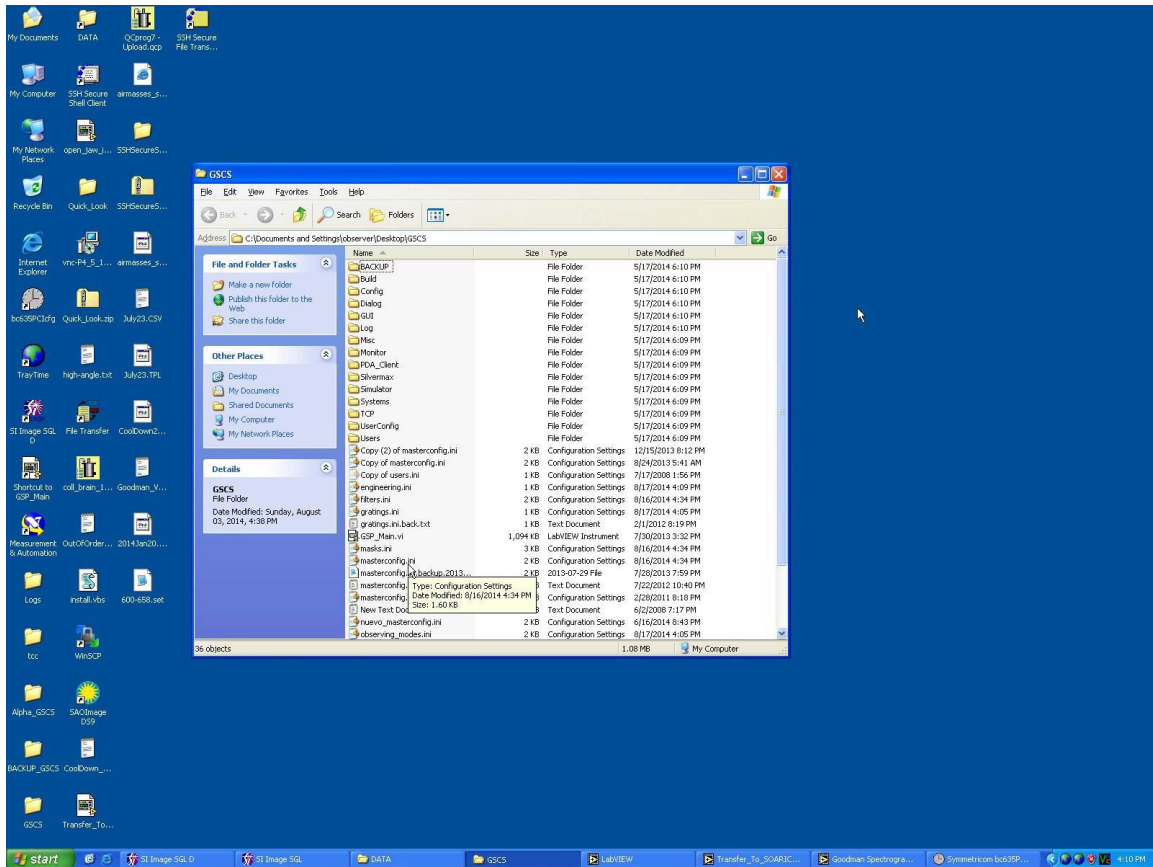 My Documents
DATA
QCprog7 -
Upload.qcp
SSH Secure
File Trans...
My Computer
SSH Secure
Shell Client
airmasses_s...
My Network
Places
open_jaw_i...
SSHSecureS...
Recycle Bin
Quick_Look
SSHSecureS...
Internet
Explorer
vnc-P4_5_1...
airmasses_s...
bc635PCIcfg
Quick_Look.zip
July23.CSV
TrayTime
high-angle.txt
July23.TPL
SI Image SGL
D
File Transfer
CoolDown2...
Shortcut to
GSP_Main
coll_brain_1...
Goodman_V...
Measurement
& Automation
OutOfOrder...
2014Jan20....
Logs
install.vbs
600-658.set
tcc
WinSCP
Alpha_GSCS
SAOImage
DS9
BACKUP_GSCS
CoolDown_...
GSCS
Transfer_To...
GSCS
File Edit View Favorites Tools Help
Back Search Folders
Address C:\Documents and Settings\observer\Desktop\GSCS Go
File and Folder Tasks
Make a new folder
Publish this folder to the
Web
Share this folder
Other Places
Desktop
My Documents
Shared Documents
My Computer
My Network Places
Details
GSCS
File Folder
Date Modified: Sunday, August
03, 2014, 4:38 PM
Name Size Type Date Modified
BACKUP File Folder 5/17/2014 6:10 PM
Build File Folder 5/17/2014 6:10 PM
Config File Folder 5/17/2014 6:10 PM
Dialog File Folder 5/17/2014 6:10 PM
GUI File Folder 5/17/2014 6:10 PM
Log File Folder 5/17/2014 6:10 PM
Misc File Folder 5/17/2014 6:09 PM
Monitor File Folder 5/17/2014 6:09 PM
PDA_Client File Folder 5/17/2014 6:09 PM
Silvermax File Folder 5/17/2014 6:09 PM
Simulator File Folder 5/17/2014 6:09 PM
Systems File Folder 5/17/2014 6:09 PM
TCP File Folder 5/17/2014 6:09 PM
UserConfig File Folder 5/17/2014 6:09 PM
Users File Folder 5/17/2014 6:09 PM
Copy (2) of masterconfig.ini 2 KB Configuration Settings 12/15/2013 8:12 PM
Copy of masterconfig.ini 2 KB Configuration Settings 8/24/2013 5:41 AM
Copy of users.ini 1 KB Configuration Settings 7/17/2008 1:56 PM
engineering.ini 1 KB Configuration Settings 8/17/2014 4:09 PM
filters.ini 2 KB Configuration Settings 8/16/2014 4:34 PM
gratings.ini 1 KB Configuration Settings 8/17/2014 4:05 PM
gratings.ini.back.txt 1 KB Text Document 2/1/2012 8:19 PM
GSP_Main.vi 1,094 KB LabVIEW Instrument 7/30/2013 3:32 PM
masks.ini 3 KB Configuration Settings 8/16/2014 4:34 PM
masterconfig.ini 2 KB Configuration Settings 8/16/2014 4:34 PM
masterconfig. backup.2013... 2 KB 2013-07-29 File 7/28/2013 7:59 PM
masterconfig. Text Document 7/22/2012 10:40 PM
masterconfig. Configuration Settings 2/28/2011 8:18 PM
New Text Doc Text Document 6/2/2008 7:17 PM
Type: Configuration Settings
Date Modified: 8/16/2014 4:34 PM
Size: 1.60 KB
nuevo_masterconfig.ini 2 KB Configuration Settings 6/16/2014 8:43 PM
observing_modes.ini 2 KB Configuration Settings 8/17/2014 4:05 PM
36 objects 1.08 MB My Computer
start SI Image SGL D SI Image SGL DATA GSCS LabVIEW Transfer_To_SOARIC... Goodman Spectrogra... Symmetricom bc635P... 4:10 PM